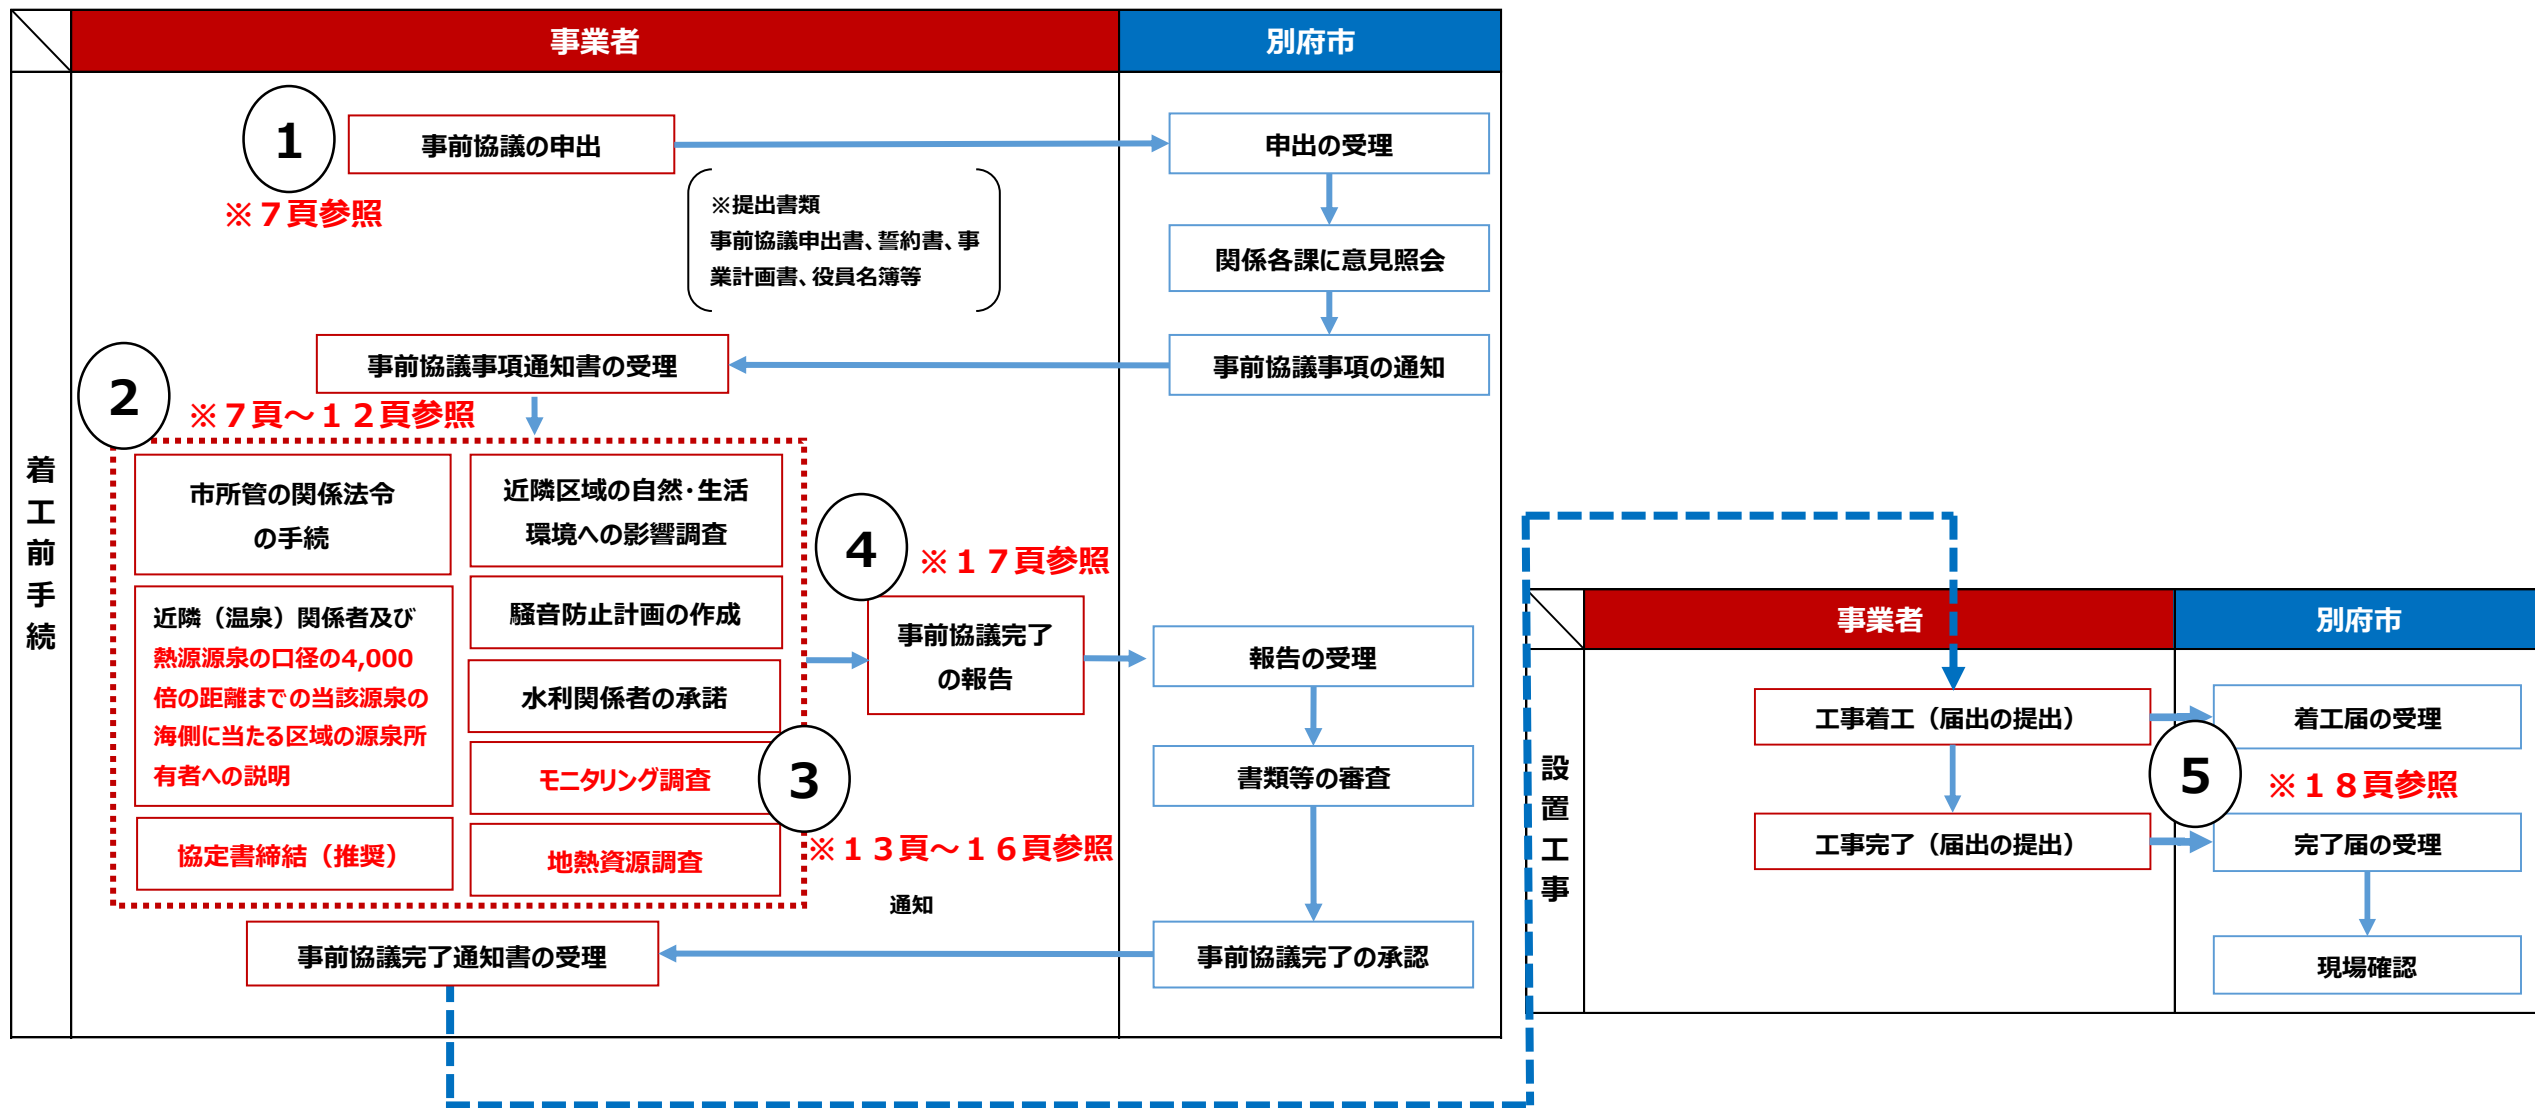 事業者
別府市
着工前手続
1
事前協議の申出
※７頁参照
※提出書類
事前協議申出書、誓約書、事
業計画書、役員名簿等
申出の受理
関係各課に意見照会
事前協議事項の通知
事前協議事項通知書の受理
2
※７頁～１２頁参照
市所管の関係法令
の手続
近隣区域の自然・生活
環境への影響調査
近隣（温泉）関係者及び
熱源源泉の口径の4,000
倍の距離までの当該源泉の
海側に当たる区域の源泉所
有者への説明
騒音防止計画の作成
水利関係者の承諾
モニタリング調査
3
※１３頁～１６頁参照
協定書締結（推奨）
地熱資源調査
4
※１７頁参照
事前協議完了
の報告
報告の受理
書類等の審査
事前協議完了の承認
通知
事前協議完了通知書の受理
事業者
別府市
設置工事
工事着工（届出の提出）
着工届の受理
5
※１８頁参照
工事完了（届出の提出）
完了届の受理
現場確認